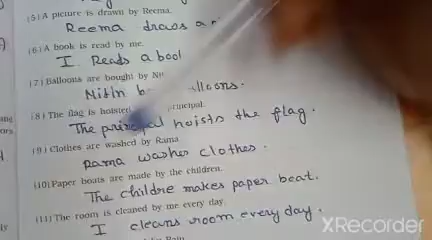 (5) A picture is drawn by Reema.
Reema draws a
(6) A book is read by me.
I Reads a book
(7) Balloons are bought by
Nitin b lloons.
(8) The flag is hoisted principal.
The principal hoists the flag.
(9) Clothes are washed by Rama
Rama washes clothes.
(10) Paper boats are made by the children.
The childre makes paper boat.
(11) The room is cleaned by me every day.
I cleans room every day.
XRecorder